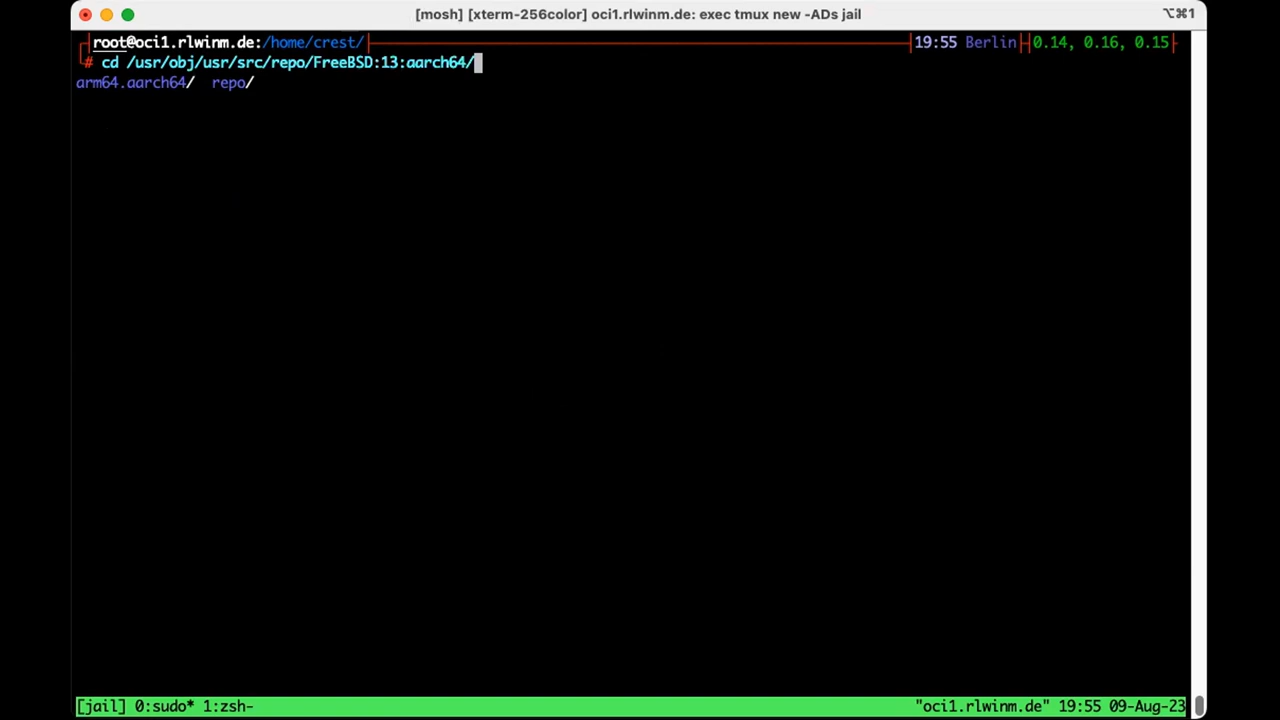 [mosh] [xterm-256color] oci1.rlwinm.de: exec tmux new -ADs jail ⌥⌘1
root@oci1.rlwinm.de:/home/crest/ 19:55 Berlin 0.14, 0.16, 0.15
# cd /usr/obj/usr/src/repo/FreeBSD:13:aarch64/
arm64.aarch64/ repo/
[jail] 0:sudo* 1:zsh- "oci1.rlwinm.de" 19:55 09-Aug-23